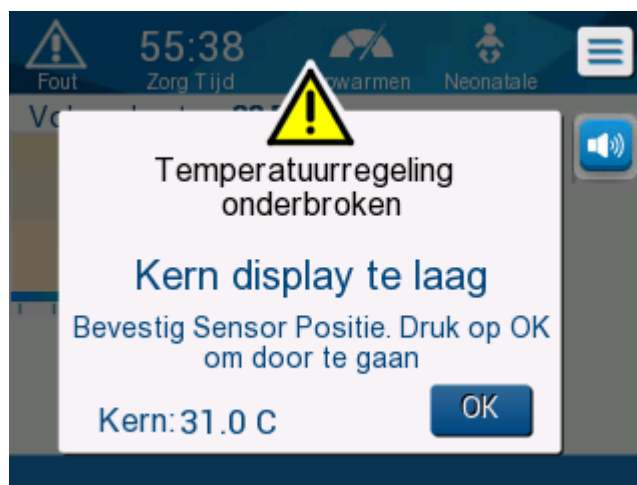 55:38
Fout
Zorg Tijd
Neonatale
Temperatuurregeling
onderbroken
Kern display te laag
Bevestig Sensor Positie. Druk op OK
om door te gaan
Kern: 31.0 C
OK